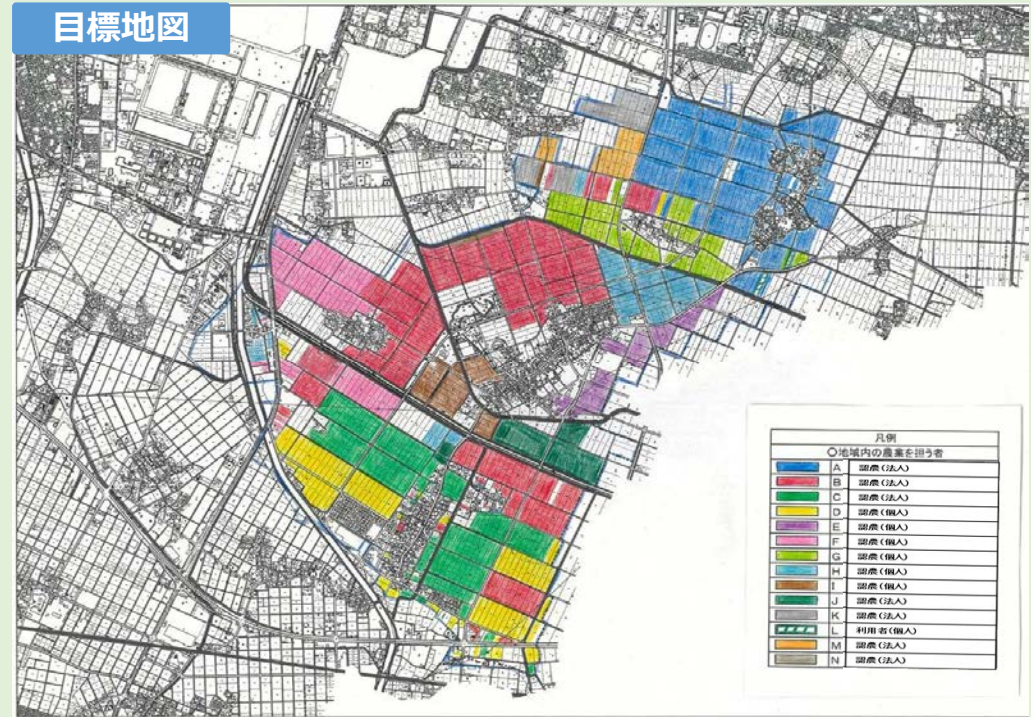 目標地図
凡例
○地域内の農業を担う者
A 認農(法人)
B 認農(法人)
C 認農(法人)
D 認農(個人)
E 認農(個人)
F 認農(個人)
G 認農(個人)
H 認農(個人)
I 認農(個人)
J 認農(法人)
K 認農(法人)
L 利用者(個人)
M 認農(法人)
N 認農(法人)